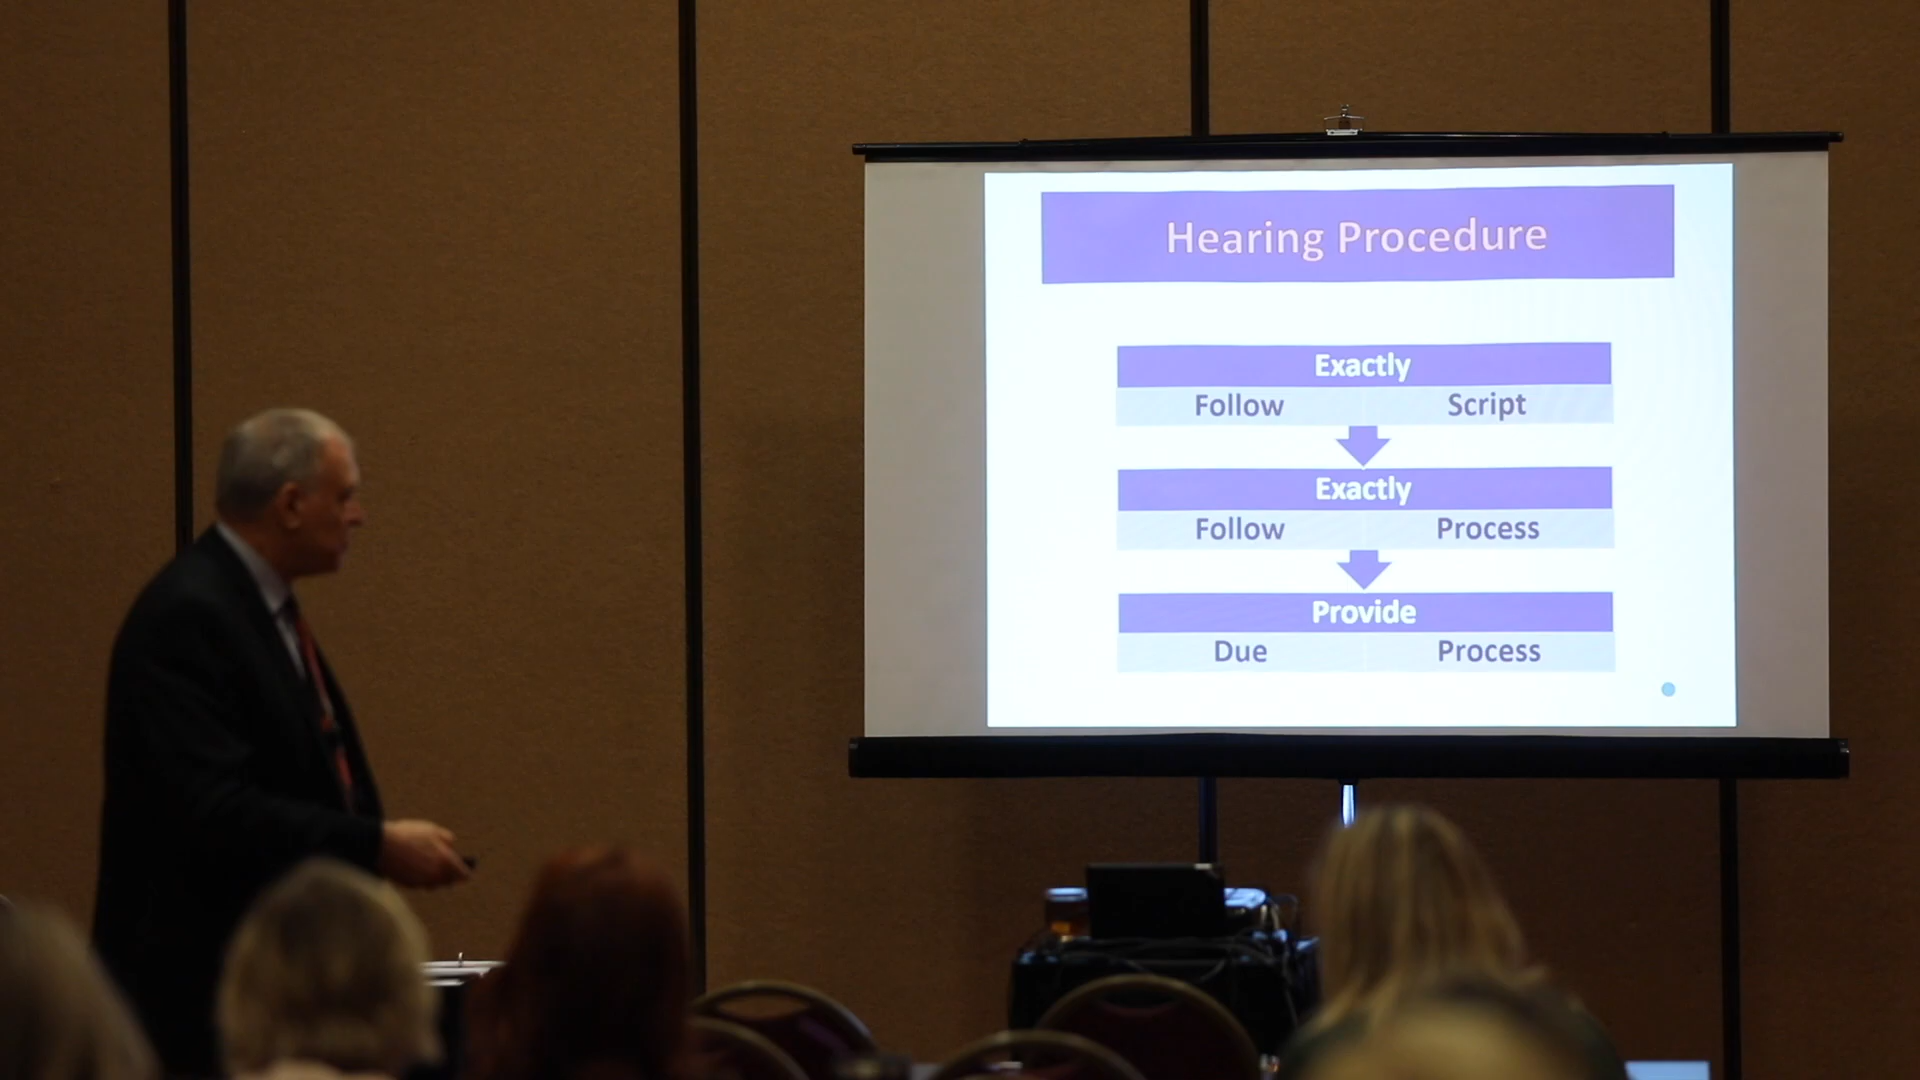 Hearing Procedure
Exactly
Follow Script
Exactly
Follow Process
Provide
Due Process